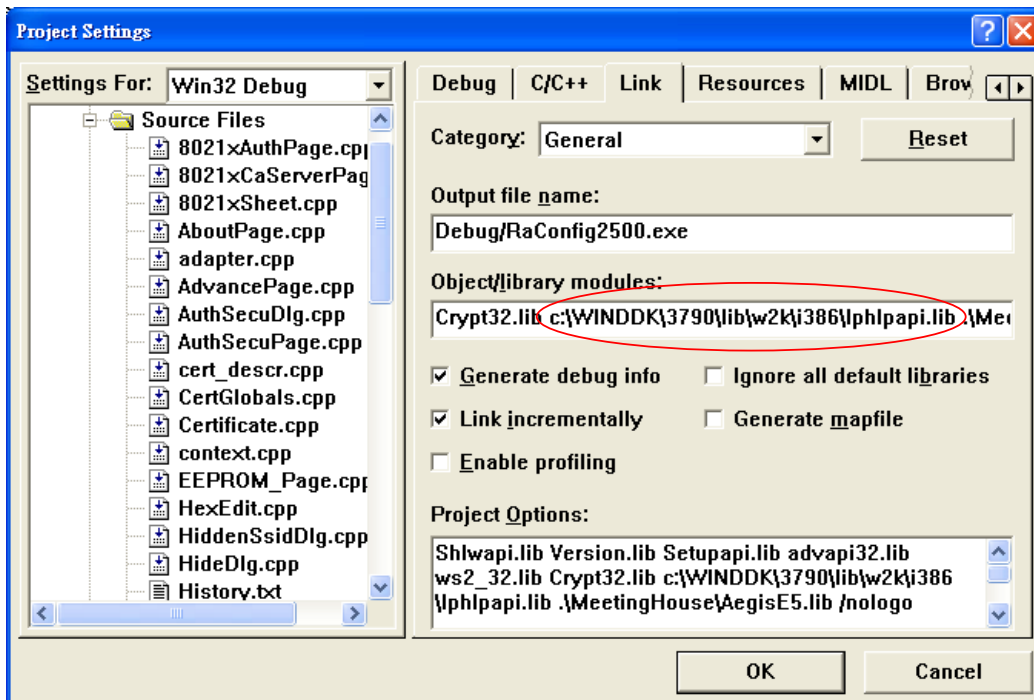 Project Settings
Settings For: Win32 Debug
Source Files
8021xAuthPage.cpp
8021xCaServerPag
8021xSheet.cpp
AboutPage.cpp
adapter.cpp
AdvancePage.cpp
AuthSecuDlg.cpp
AuthSecuPage.cpp
cert_descr.cpp
CertGlobals.cpp
Certificate.cpp
context.cpp
EEPROM_Page.cpp
HexEdit.cpp
HiddenSsidDlg.cpp
HideDlg.cpp
History.txt
Debug C/C++ Link Resources MIDL Brow
Category: General Reset
Output file name:
Debug/RaConfig2500.exe
Object/library modules:
Crypt32.lib c:\WINDDK\3790\lib\w2k\i386\Iphlpapi.lib .\Mee
Generate debug info Ignore all default libraries
Link incrementally Generate mapfile
Enable profiling
Project Options:
Shlwapi.lib Version.lib Setupapi.lib advapi32.lib
ws2_32.lib Crypt32.lib c:\WINDDK\3790\lib\w2k\i386
\Iphlpapi.lib .\MeetingHouse\AegisE5.lib /nologo
OK Cancel